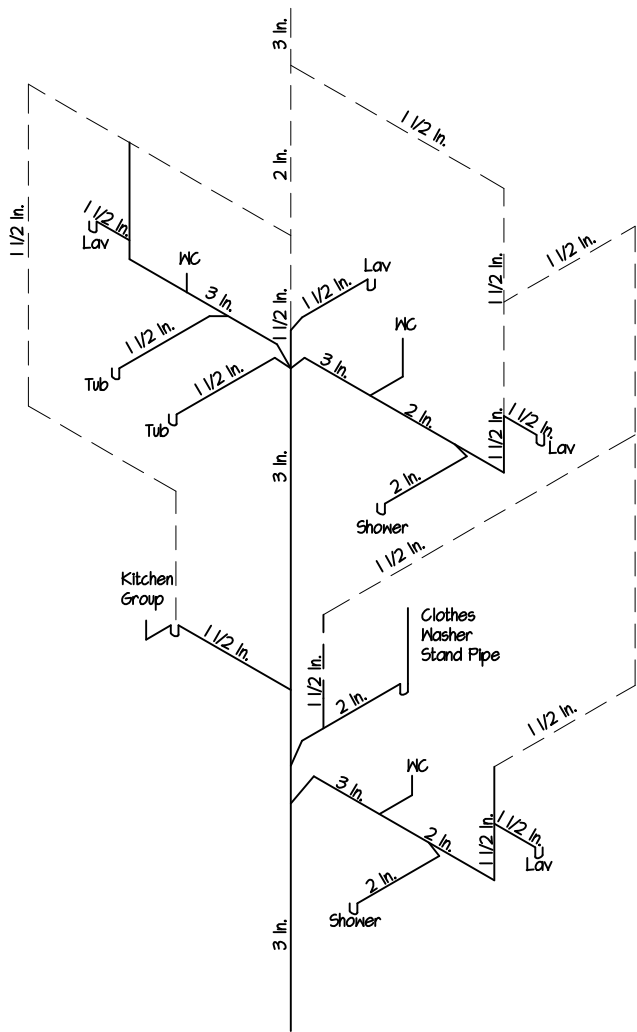 3 In.
1 1/2 In.
2 In.
1 1/2 In.
1 1/2 In.
Lav
WC
3 In.
1 1/2 In.
Lav
1 1/2 In.
1 1/2 In.
1 1/2 In.
1 1/2 In.
Tub
1 1/2 In.
Tub
WC
3 In.
2 In.
1 1/2 In.
1 1/2 In.
Lav
2 In.
Shower
3 In.
1 1/2 In.
Kitchen
Group
1 1/2 In.
1 1/2 In.
2 In.
Clothes
Washer
Stand Pipe
1 1/2 In.
WC
3 In.
2 In.
1 1/2 In.
1 1/2 In.
Lav
2 In.
Shower
3 In.